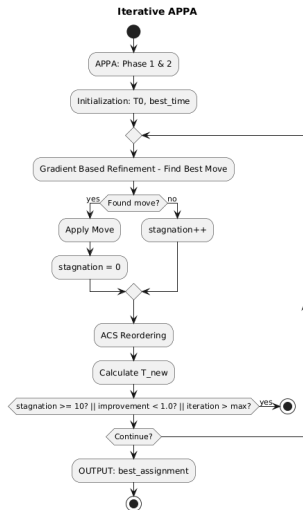 Iterative APPA
APPA: Phase 1 & 2
Initialization: T0, best_time
Gradient Based Refinement - Find Best Move
yes
Found move?
no
Apply Move
stagnation++
stagnation = 0
ACS Reordering
Calculate T_new
stagnation >= 10? || improvement < 1.0? || iteration > max?
yes
Continue?
OUTPUT: best_assignment